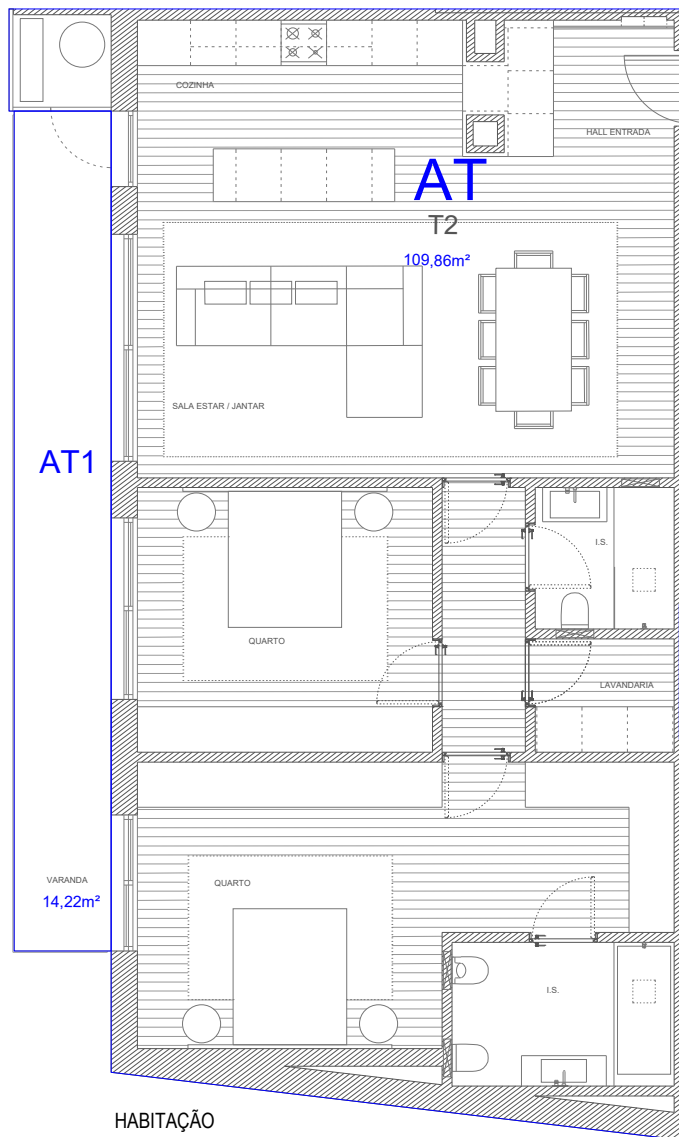 COZINHA
HALL ENTRADA
AT
T2
109,86m²
SALA ESTAR / JANTAR
AT1
I.S.
QUARTO
LAVANDARIA
VARANDA
14,22m²
QUARTO
I.S.
HABITAÇÃO